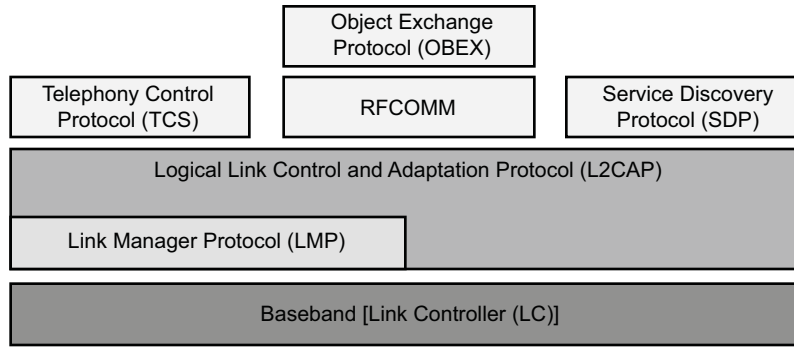 Object Exchange
Protocol (OBEX)
Telephony Control
Protocol (TCS)
RFCOMM
Service Discovery
Protocol (SDP)
Logical Link Control and Adaptation Protocol (L2CAP)
Link Manager Protocol (LMP)
Baseband [Link Controller (LC)]